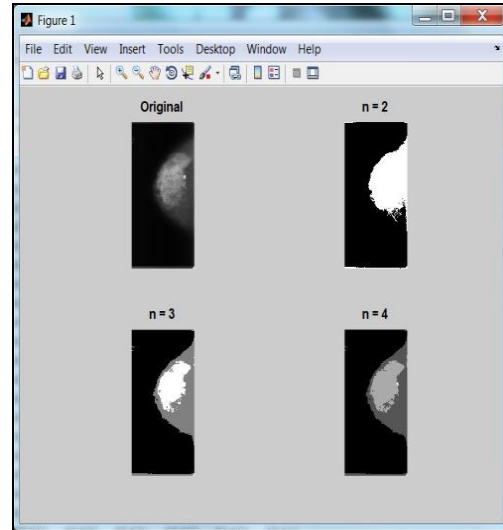 Figure 1
File Edit View Insert Tools Desktop Window Help
Original
n = 2
n = 3
n = 4